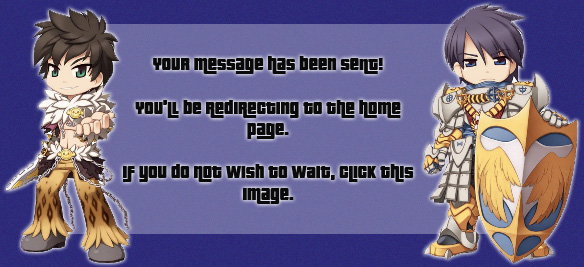 Your message has been sent!
You'll be redirecting to the home
page.
If you do not wish to wait, click this
image.